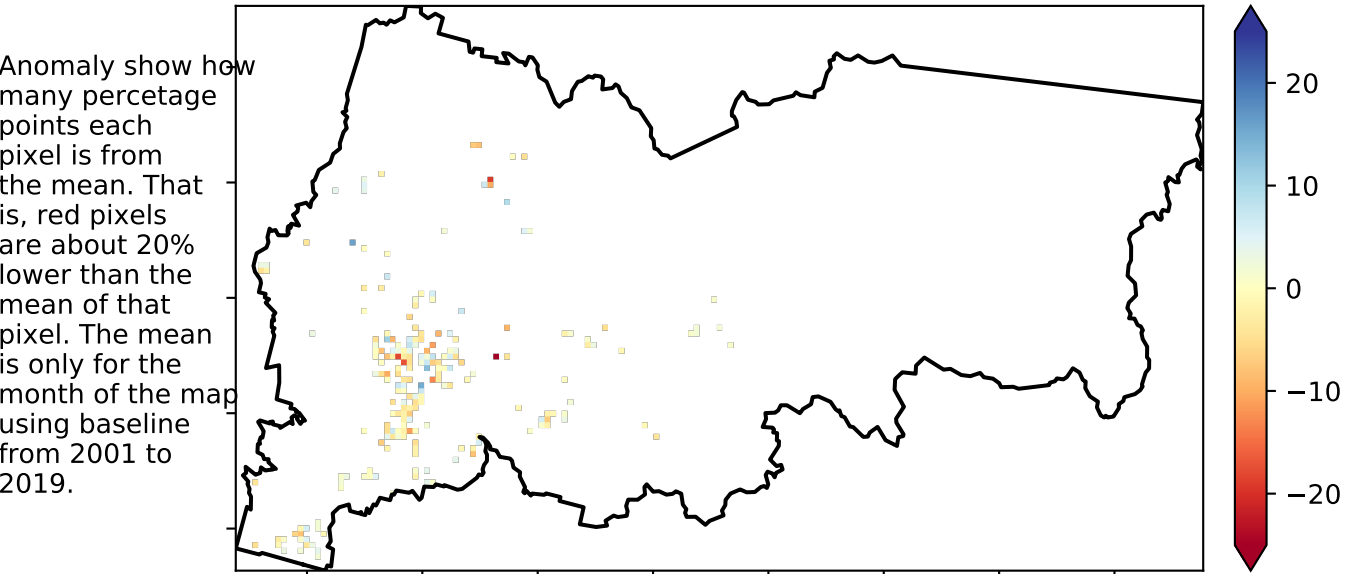 Anomaly show how
many percetage
points each
pixel is from
the mean. That
is, red pixels
are about 20%
lower than the
mean of that
pixel. The mean
is only for the
month of the map
using baseline
from 2001 to
2019.
20
10
0
−10
−20